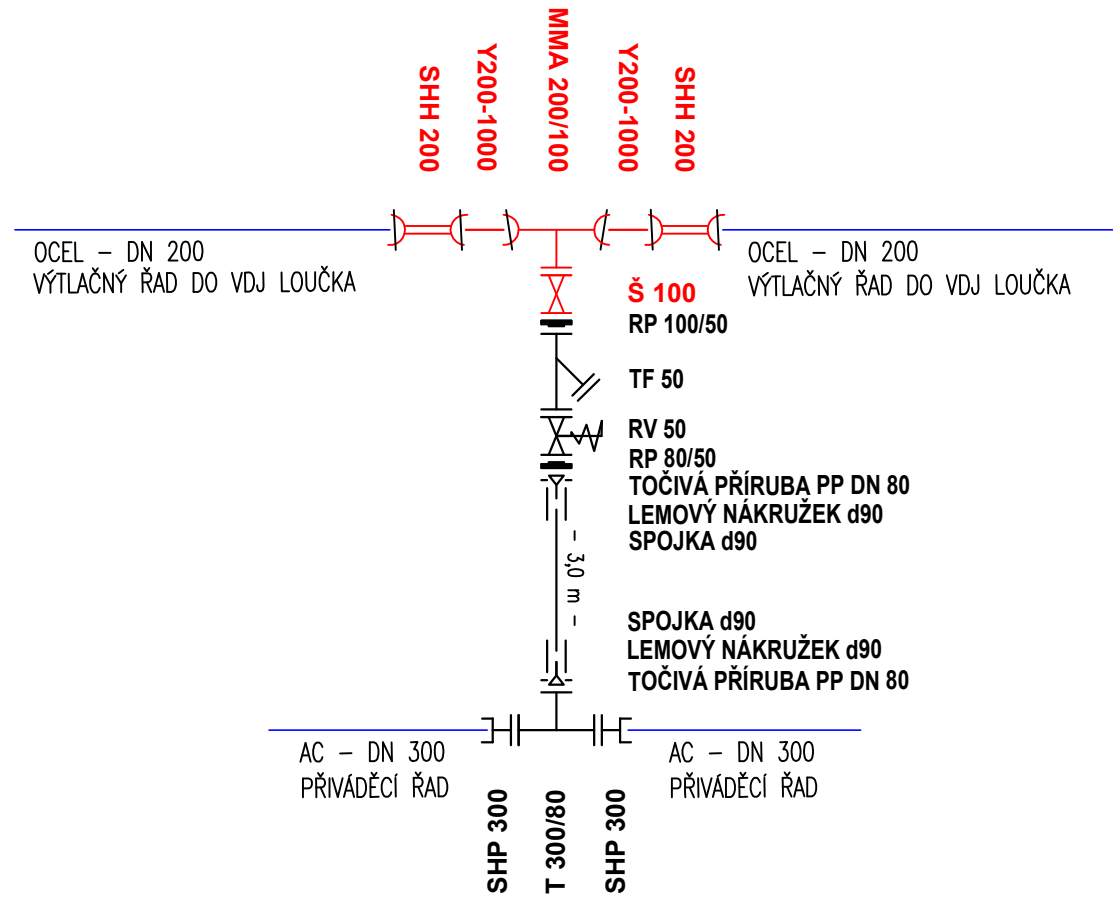 SHH 200
Y200-1000
MMA 200/100
Y200-1000
SHH 200
OCEL – DN 200
VÝTLAČNÝ ŘAD DO VDJ LOUČKA
OCEL – DN 200
VÝTLAČNÝ ŘAD DO VDJ LOUČKA
Š 100
RP 100/50
TF 50
RV 50
RP 80/50
TOČIVÁ PŘÍRUBA PP DN 80
LEMOVÝ NÁKRUŽEK d90
SPOJKA d90
– 3,0 m –
SPOJKA d90
LEMOVÝ NÁKRUŽEK d90
TOČIVÁ PŘÍRUBA PP DN 80
AC – DN 300
PŘIVÁDĚCÍ ŘAD
AC – DN 300
PŘIVÁDĚCÍ ŘAD
SHP 300
T 300/80
SHP 300